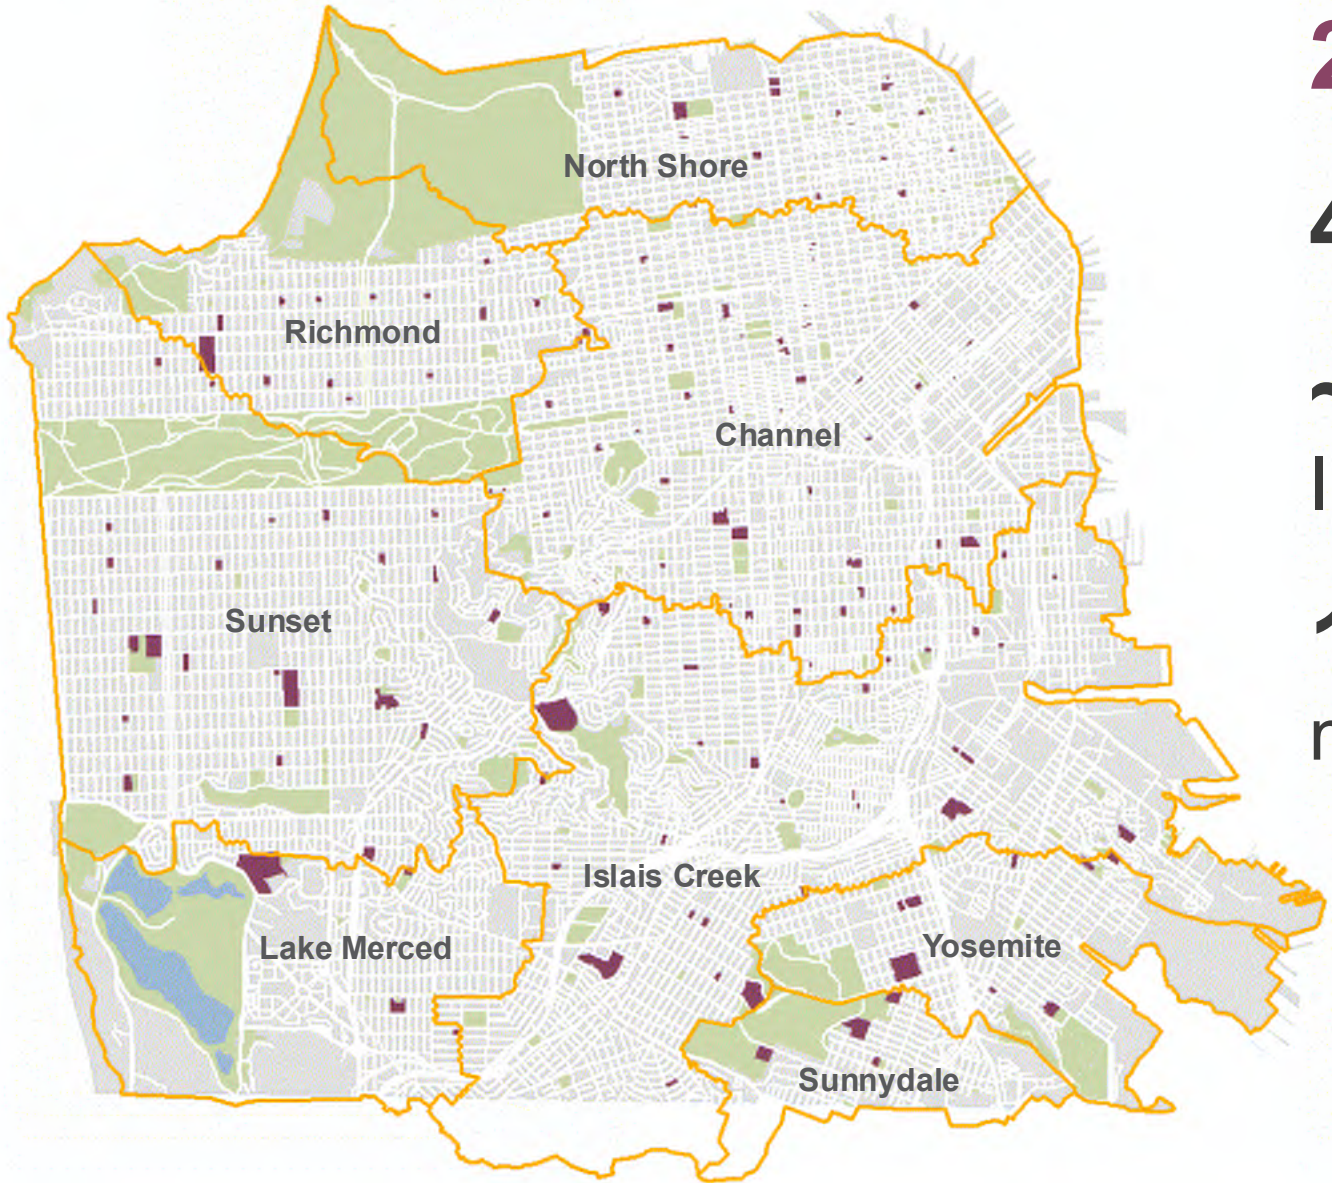 North Shore
Richmond
Channel
Sunset
Islais Creek
Lake Merced
Yosemite
Sunnydale